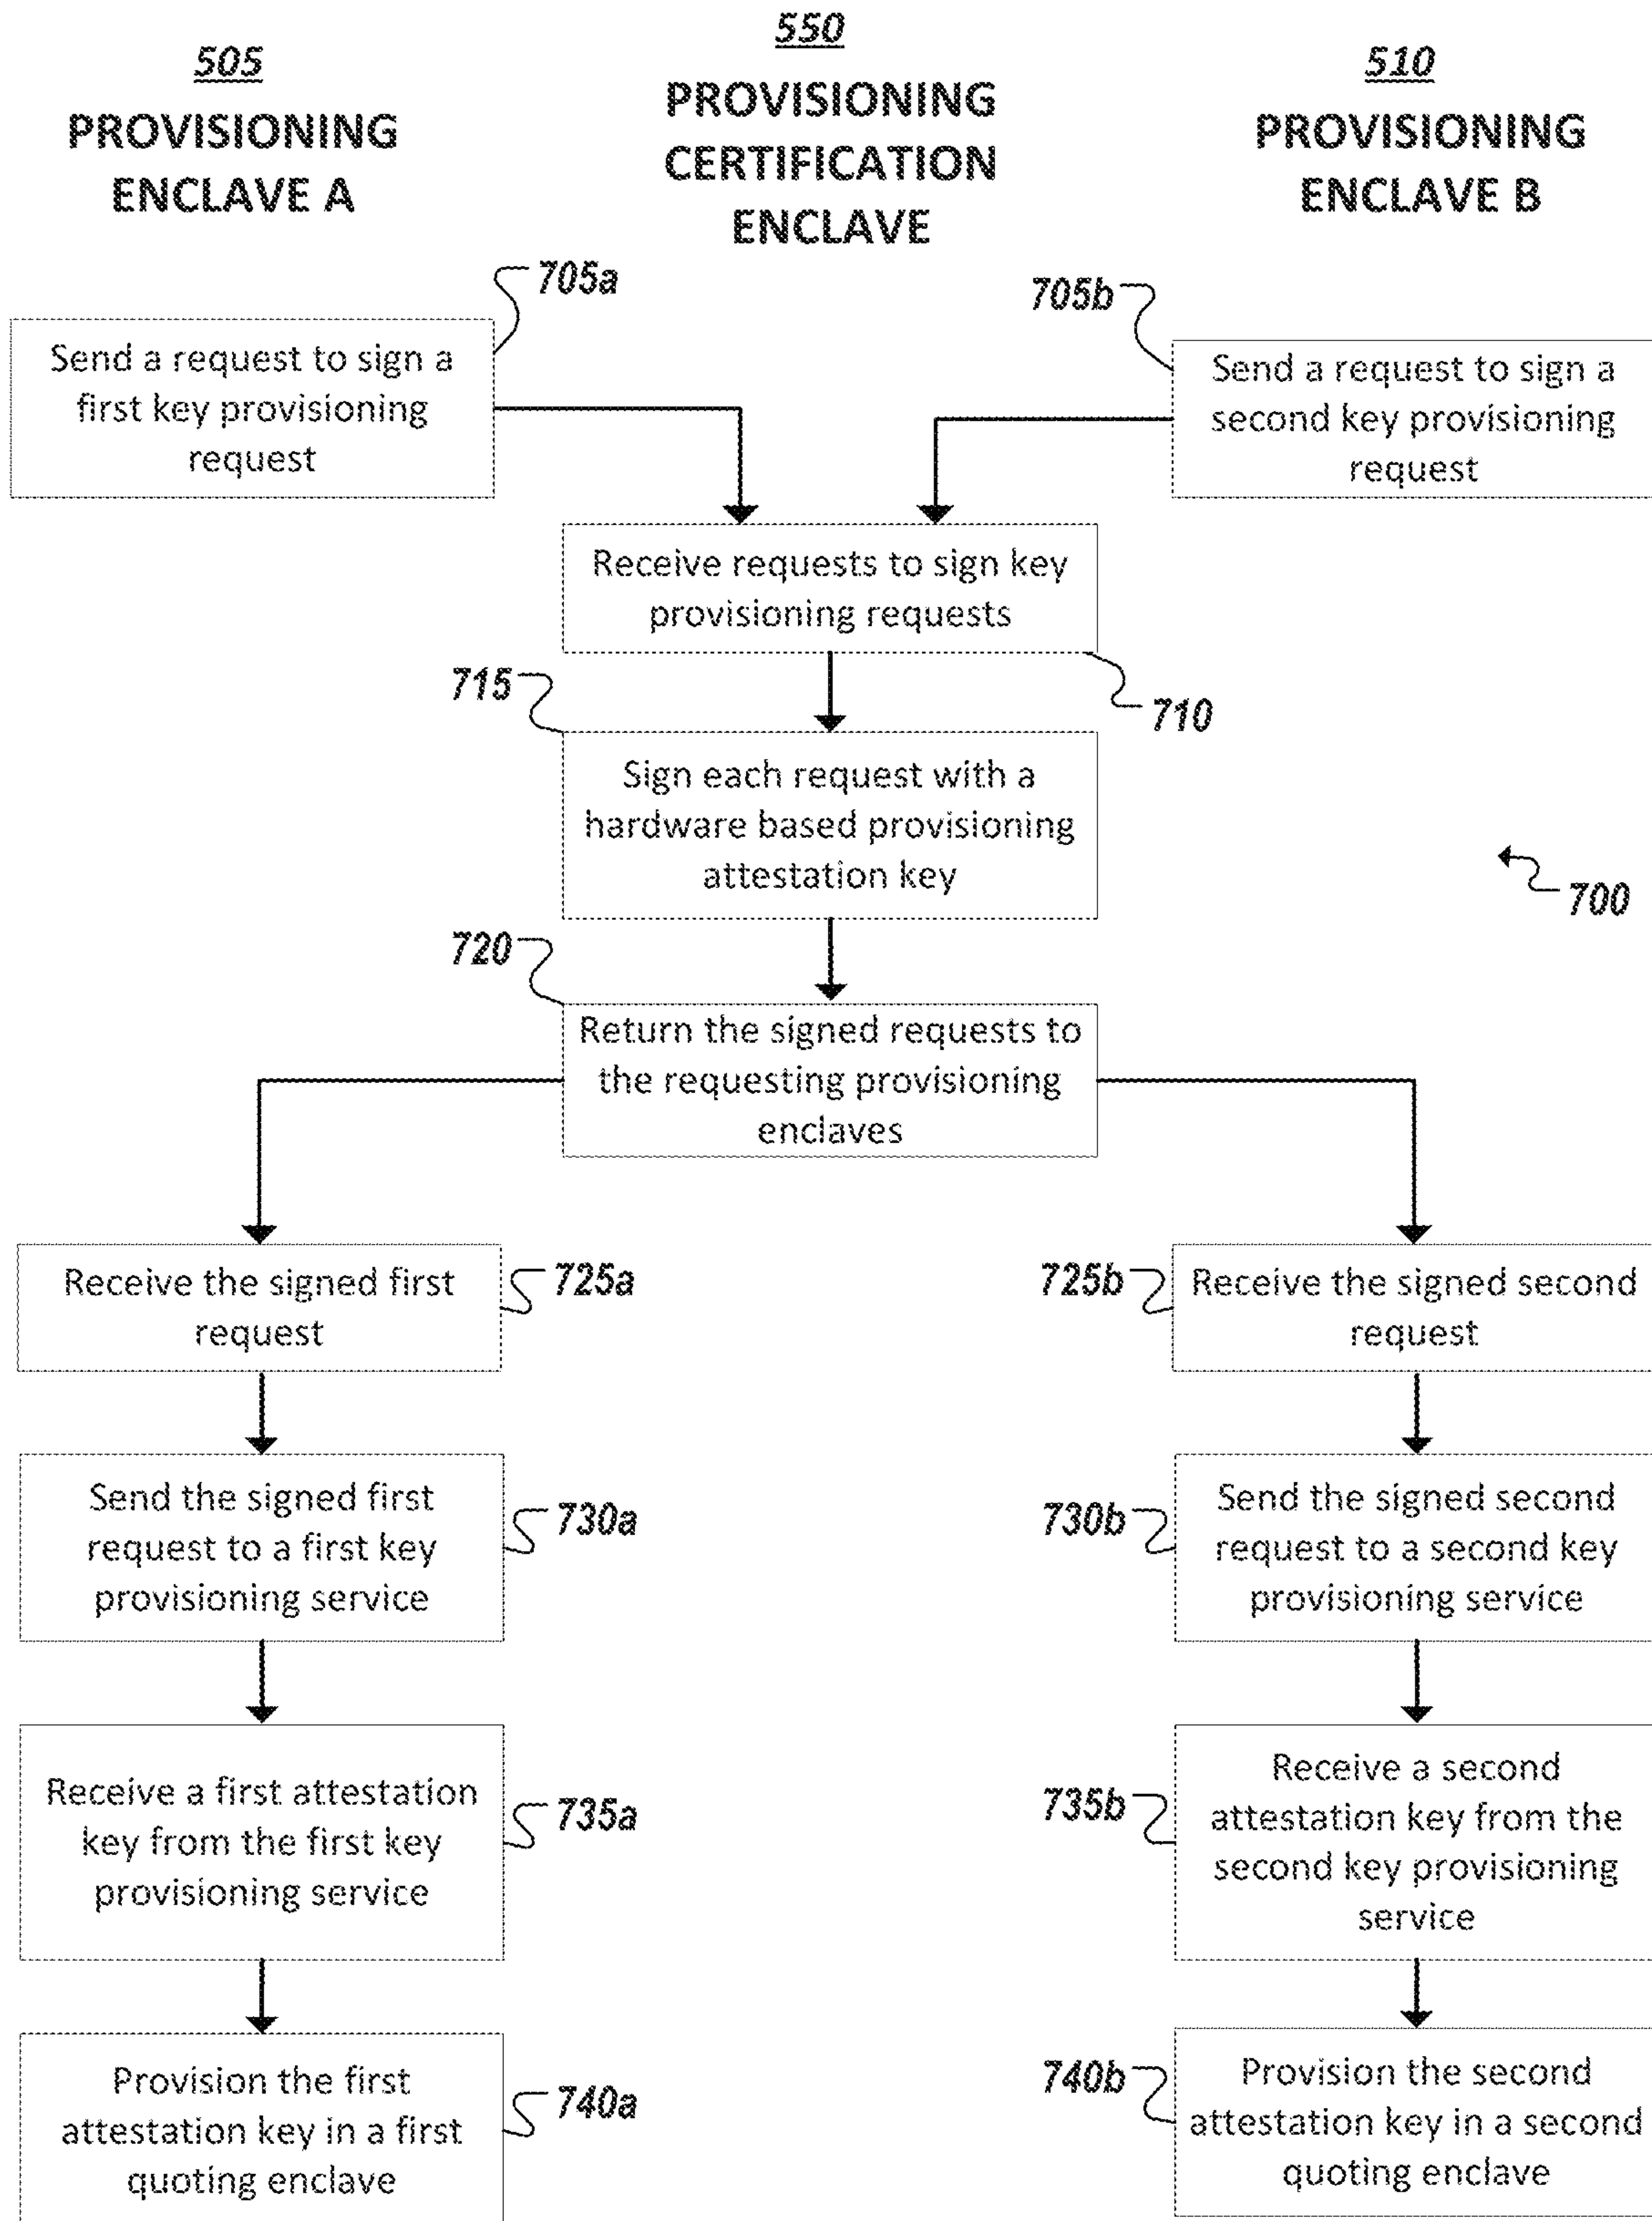 505
PROVISIONING
ENCLAVE A
550
PROVISIONING
CERTIFICATION
ENCLAVE
510
PROVISIONING
ENCLAVE B
705a
Send a request to sign a
first key provisioning
request
705b
Send a request to sign a
second key provisioning
request
Receive requests to sign key
provisioning requests
710
715
Sign each request with a
hardware based provisioning
attestation key
700
720
Return the signed requests to
the requesting provisioning
enclaves
Receive the signed first
request
725a
725b
Receive the signed second
request
Send the signed first
request to a first key
provisioning service
730a
730b
Send the signed second
request to a second key
provisioning service
Receive a first attestation
key from the first key
provisioning service
735a
735b
Receive a second
attestation key from the
second key provisioning
service
Provision the first
attestation key in a first
quoting enclave
740a
740b
Provision the second
attestation key in a second
quoting enclave